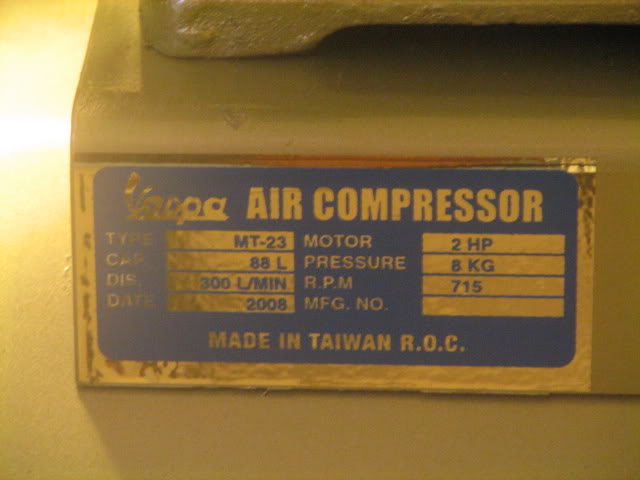 Vespa AIR COMPRESSOR
TYPE MT-23 MOTOR 2 HP
CAP. 88 L PRESSURE 8 KG
DIS. 300 L/MIN R.P.M 715
DATE 2008 MFG. NO.
MADE IN TAIWAN R.O.C.